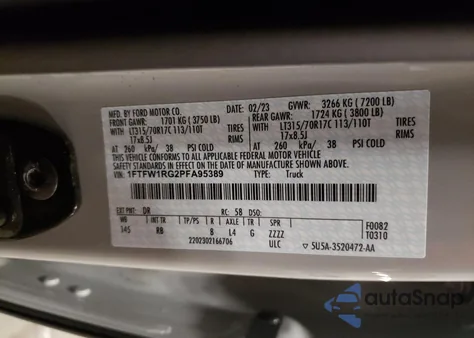 MFD. BY FORD MOTOR CO. DATE: 02/23 GVWR: 3266 KG (7200 LB)
FRONT GAWR: 1701 KG (3750 LB) REAR GAWR: 1724 KG (3800 LB)
WITH LT315/70R17C 113/110T TIRES WITH LT315/70R17C 113/110T TIRES
17x8.5J RIMS 17x8.5J RIMS
AT 260 kPa/ 38 PSI COLD AT 260 kPa/ 38 PSI COLD
THIS VEHICLE CONFORMS TO ALL APPLICABLE FEDERAL MOTOR VEHICLE
SAFETY STANDARDS IN EFFECT ON THE DATE OF MANUFACTURE SHOWN ABOVE.
VIN: 1FTFW1RG2PFA95389 TYPE: Truck
EXT PNT: DR RC: 58 DSO:
WB INT TR TP/PS R AXLE TR SPR
145 RB B L4 G ZZZZ F0082
ULC T0310
2202302166706 5USA-3520472-AA
autoSnap